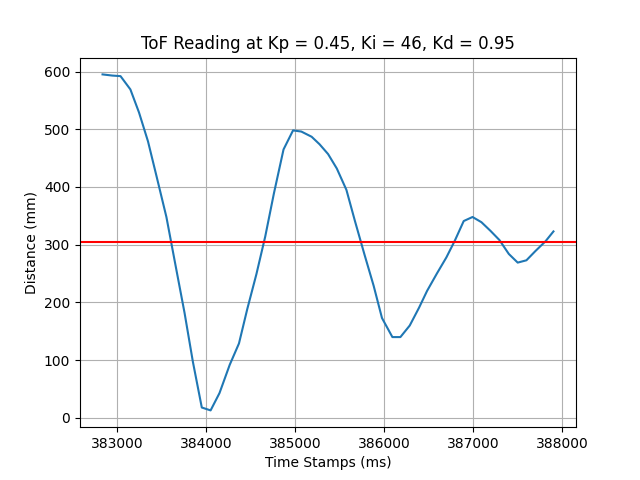 ToF Reading at Kp = 0.45, Ki = 46, Kd = 0.95
600
500
400
300
200
100
0
Distance (mm)
383000 384000 385000 386000 387000 388000
Time Stamps (ms)